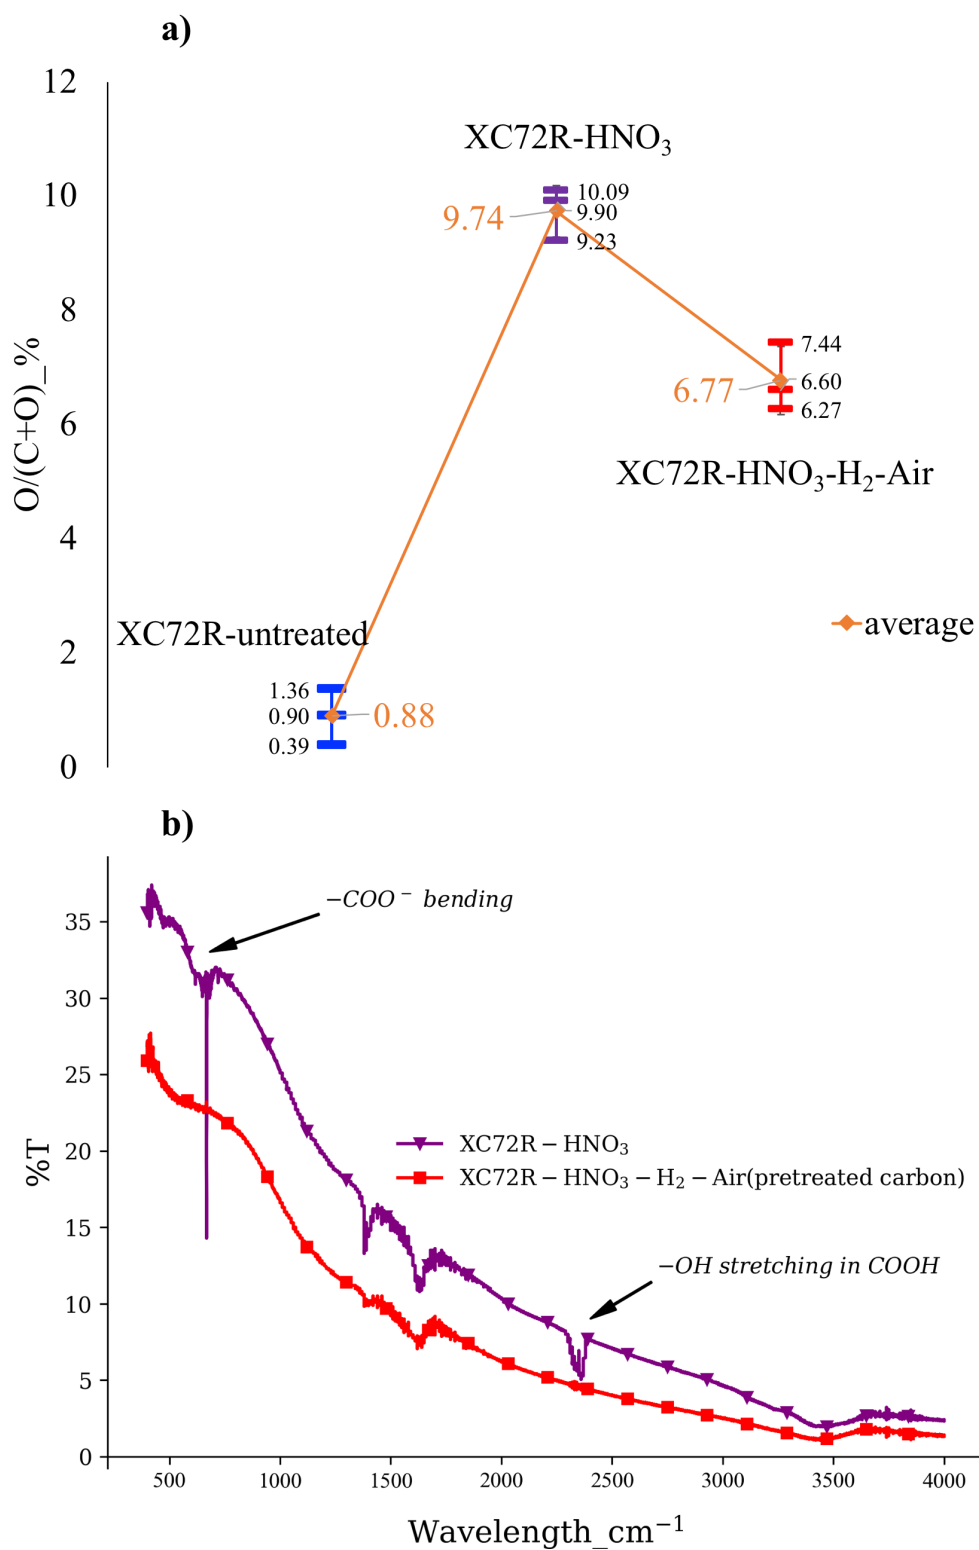 a)
12
10
8
6
4
2
0
O/(C+O)_%
XC72R-HNO₃
10.09
9.90
9.23
9.74
7.44
6.60
6.27
6.77
XC72R-HNO₃-H₂-Air
average
XC72R-untreated
1.36
0.90
0.39
0.88
b)
−COO⁻ bending
35
30
25
20
15
10
5
0
%T
XC72R − HNO₃
XC72R − HNO₃ − H₂ − Air(pretreated carbon)
−OH stretching in COOH
500 1000 1500 2000 2500 3000 3500 4000
Wavelength_cm⁻¹